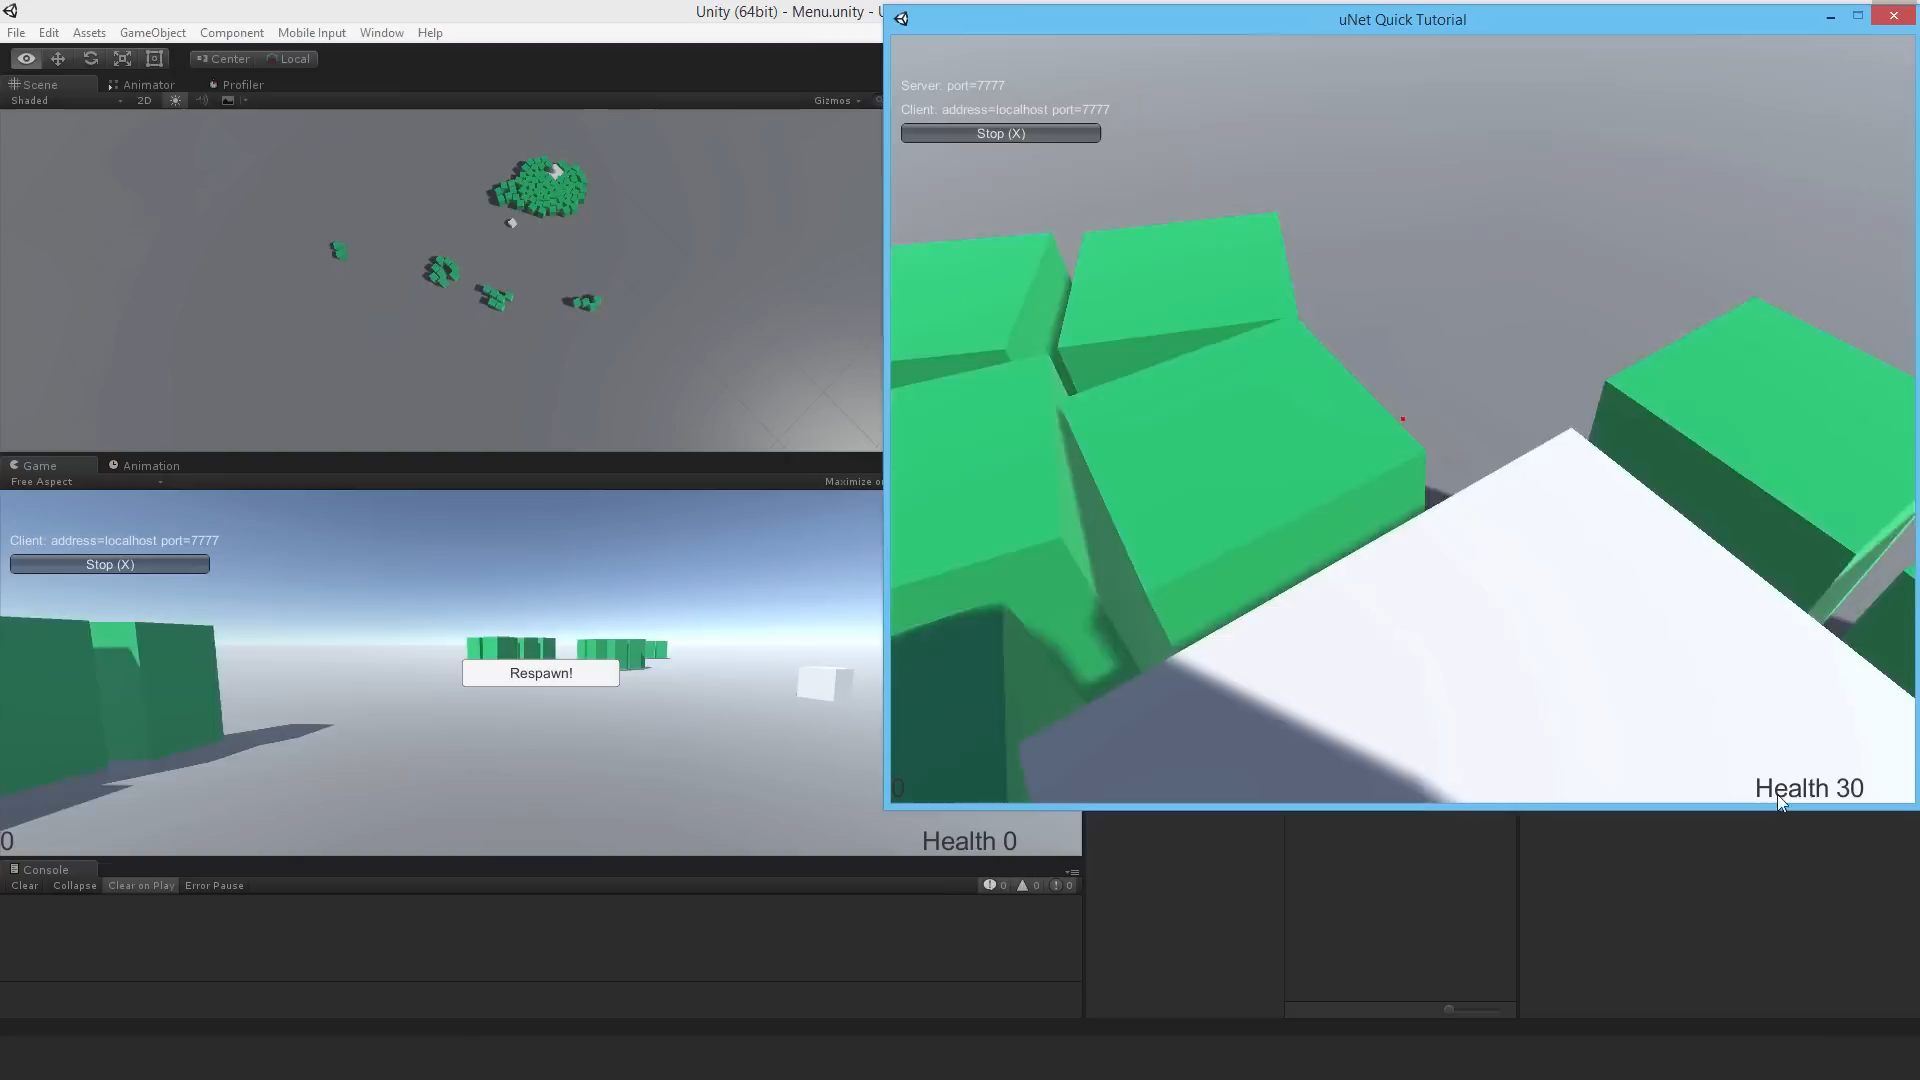 Unity (64bit) - Menu.unity - U
File Edit Assets GameObject Component Mobile Input Window Help
Center Local
Scene Animator Profiler
Shaded 2D Gizmos
Game Animation
Free Aspect Maximize o
Client: address=localhost port=7777
Stop (X)
Respawn!
0 Health 0
Console
Clear Collapse Clear on Play Error Pause 0 0 0
uNet Quick Tutorial
Server: port=7777
Client: address=localhost port=7777
Stop (X)
0 Health 30